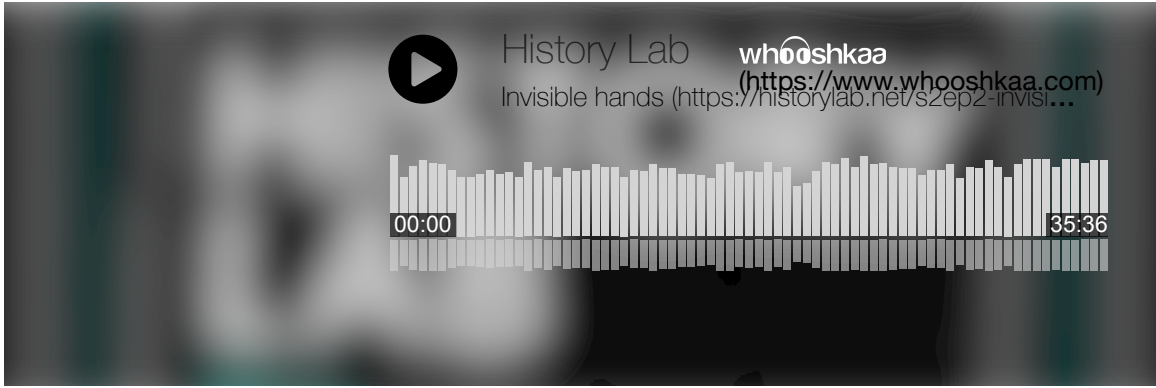 History Lab
whooshkaa
(https://www.whooshkaa.com)
Invisible hands (https://historylab.net/s2ep2-invisi...
00:00
35:36